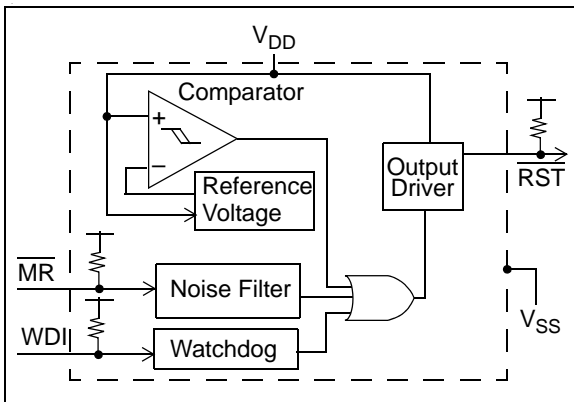 VDD
Comparator
+
−
Reference
Voltage
Output
Driver
RST
MR
Noise Filter
WDI
Watchdog
VSS